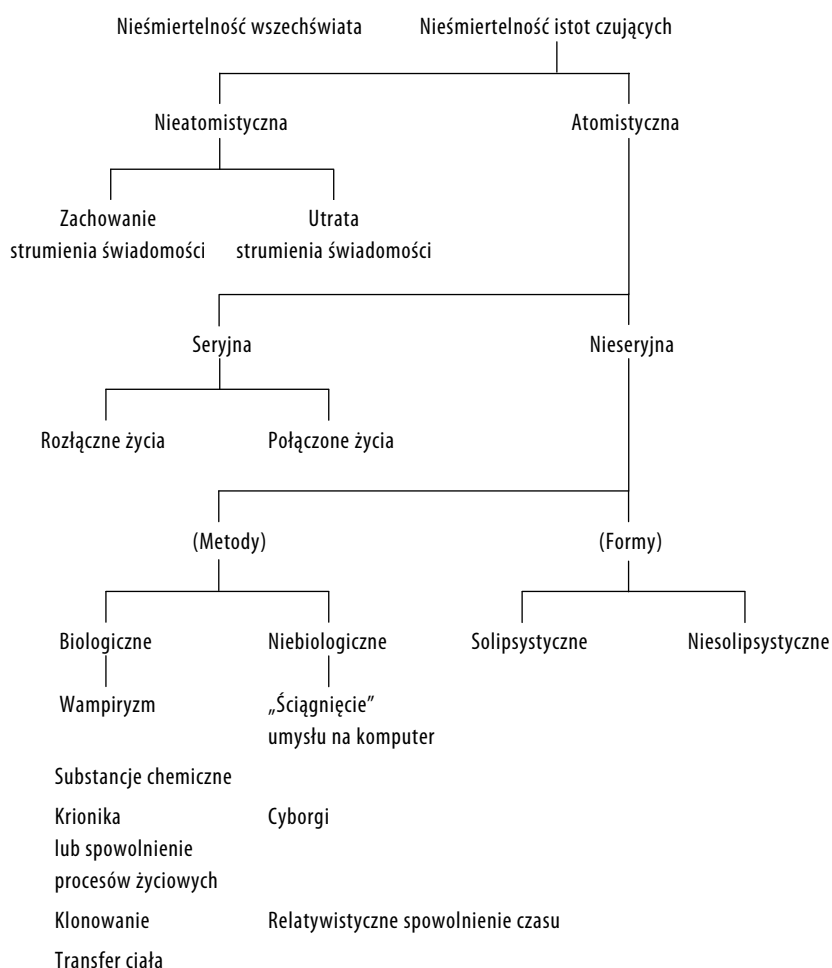 Nieśmiertelność wszechświata Nieśmiertelność istot czujących
Nieatomistyczna Atomistyczna
Zachowanie
strumienia świadomości
Utrata
strumienia świadomości
Seryjna Nieseryjna
Rozłączne życia Połączone życia
(Metody) (Formy)
Biologiczne Niebiologiczne Solipsystyczne Niesolipsystyczne
Wampiryzm
„Ściągnięcie”
umysłu na komputer
Substancje chemiczne
Krionika
lub spowolnienie
procesów życiowych
Cyborgi
Klonowanie Relatywistyczne spowolnienie czasu
Transfer ciała